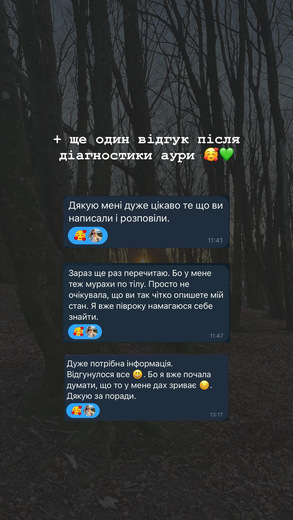 + ще один відгук після
діагностики аури 🥰💚
Дякую мені дуже цікаво те що ви
написали і розповіли.
11:41
Зараз ще раз перечитаю. Бо у мене
теж мурахи по тілу. Просто не
очікувала, що ви так чітко опишете мій
стан. Я вже півроку намагаюся себе
знайти.
11:47
Дуже потрібна інформація.
Відгунулося все 😀. Бо я вже почала
думати, що то у мене дах зриває 😔.
Дякую за поради.
13:17